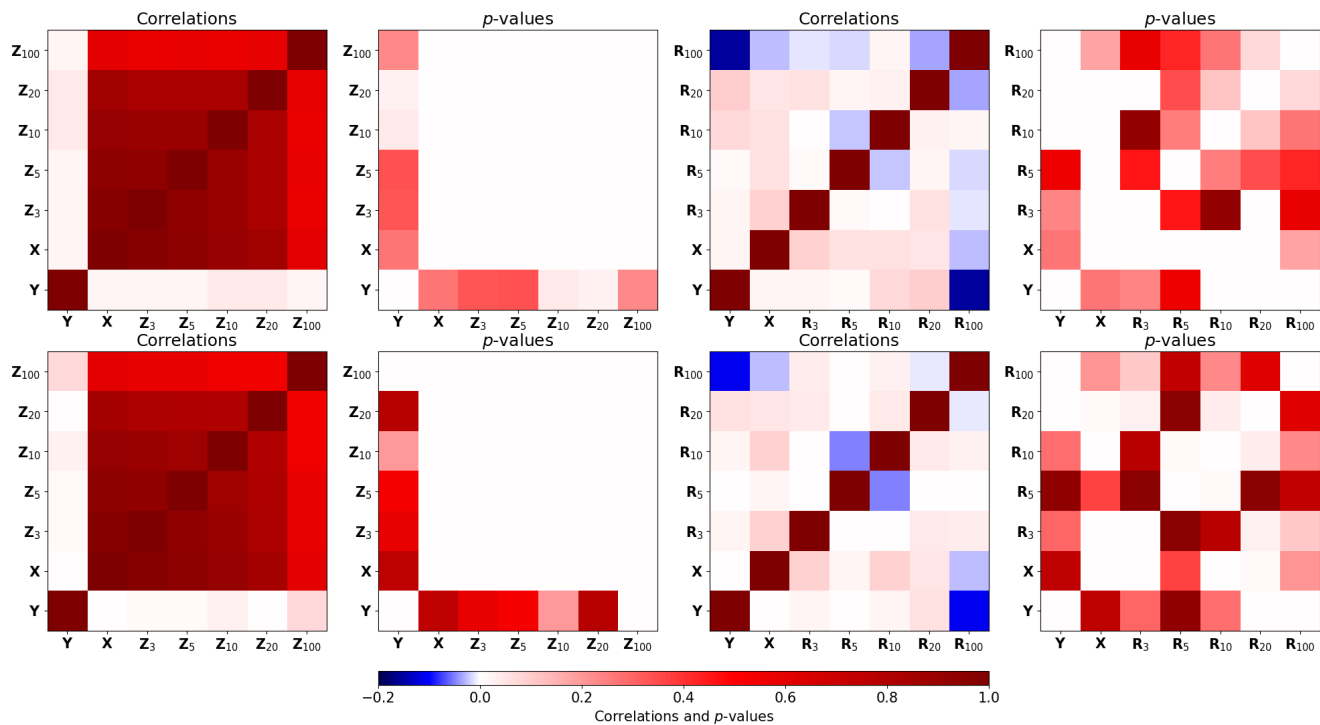 Correlations
p-values
Correlations
p-values
Z100
Z20
Z10
Z5
Z3
X
Y
Y X Z3 Z5 Z10 Z20 Z100
Z100
Z20
Z10
Z5
Z3
X
Y
R100
R20
R10
R5
R3
X
Y
Y X R3 R5 R10 R20 R100
R100
R20
R10
R5
R3
X
Y
Y X Z3 Z5 Z10 Z20 Z100
Y X R3 R5 R10 R20 R100
Correlations
p-values
Correlations
p-values
Z100
Z20
Z10
Z5
Z3
X
Y
Y X Z3 Z5 Z10 Z20 Z100
Z100
Z20
Z10
Z5
Z3
X
Y
Y X Z3 Z5 Z10 Z20 Z100
R100
R20
R10
R5
R3
X
Y
Y X R3 R5 R10 R20 R100
R100
R20
R10
R5
R3
X
Y
Y X R3 R5 R10 R20 R100
−0.2 0.0 0.2 0.4 0.6 0.8 1.0
Correlations and p-values